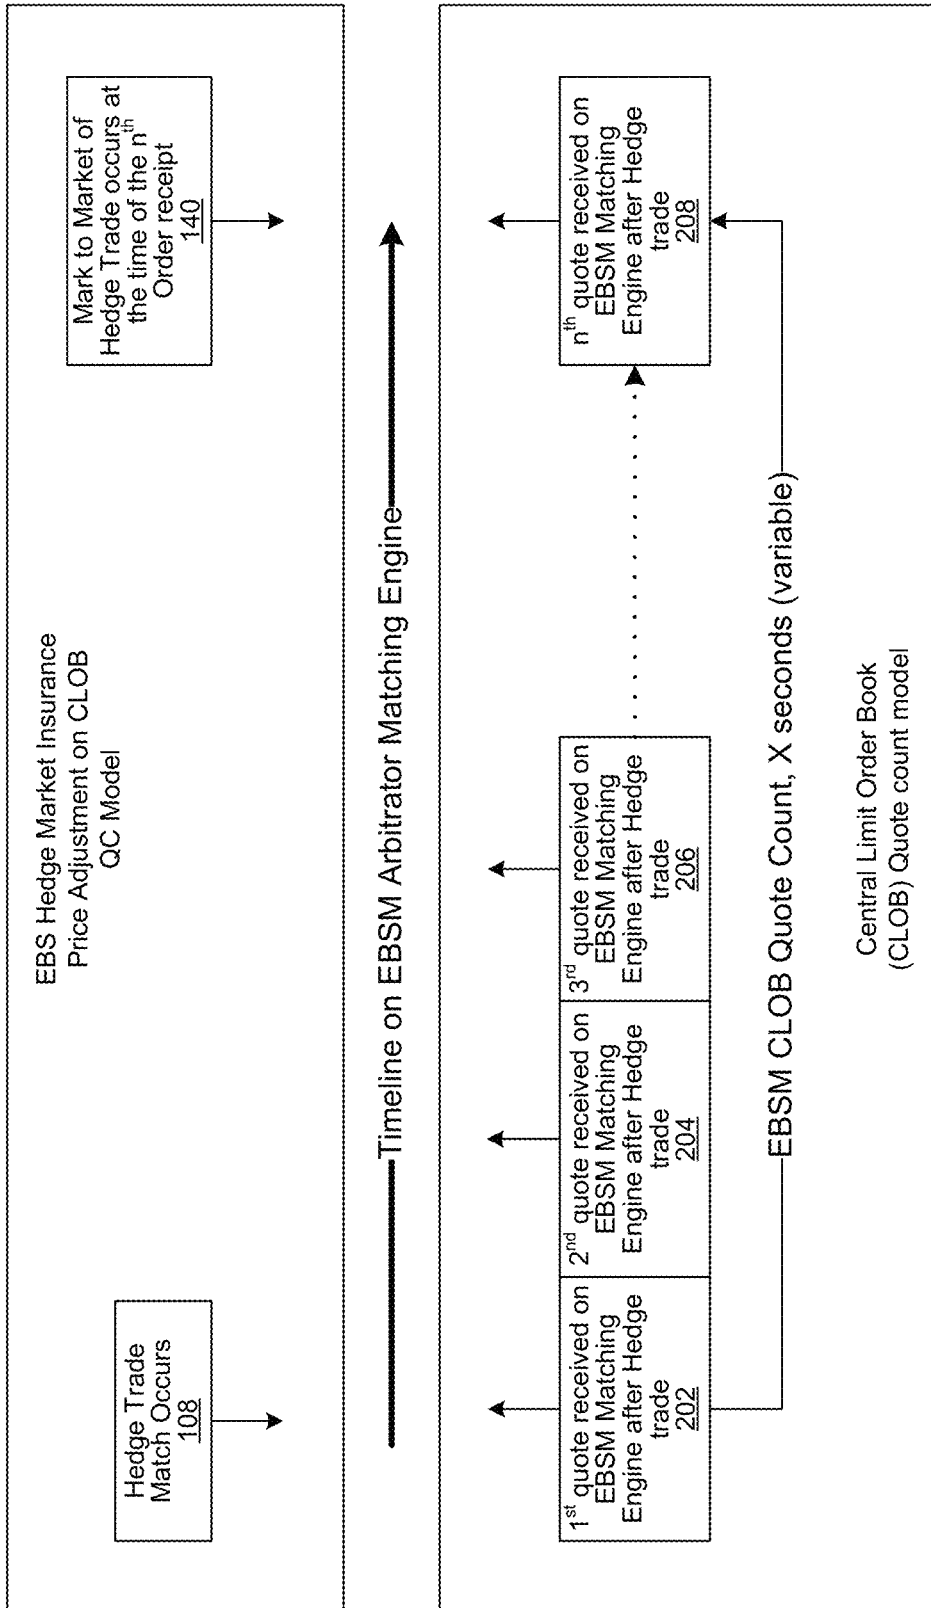 EBS Hedge Market Insurance
Price Adjustment on CLOB
QC Model
Hedge Trade
Match Occurs
108
Mark to Market of
Hedge Trade occurs at
the time of the nth
Order receipt
140
Timeline on EBSM Arbitrator Matching Engine
1st quote received on
EBSM Matching
Engine after Hedge
trade
202
2nd quote received on
EBSM Matching
Engine after Hedge
trade
204
3rd quote received on
EBSM Matching
Engine after Hedge
trade
206
nth quote received on
EBSM Matching
Engine after Hedge
trade
208
EBSM CLOB Quote Count, X seconds (variable)
Central Limit Order Book
(CLOB) Quote count model